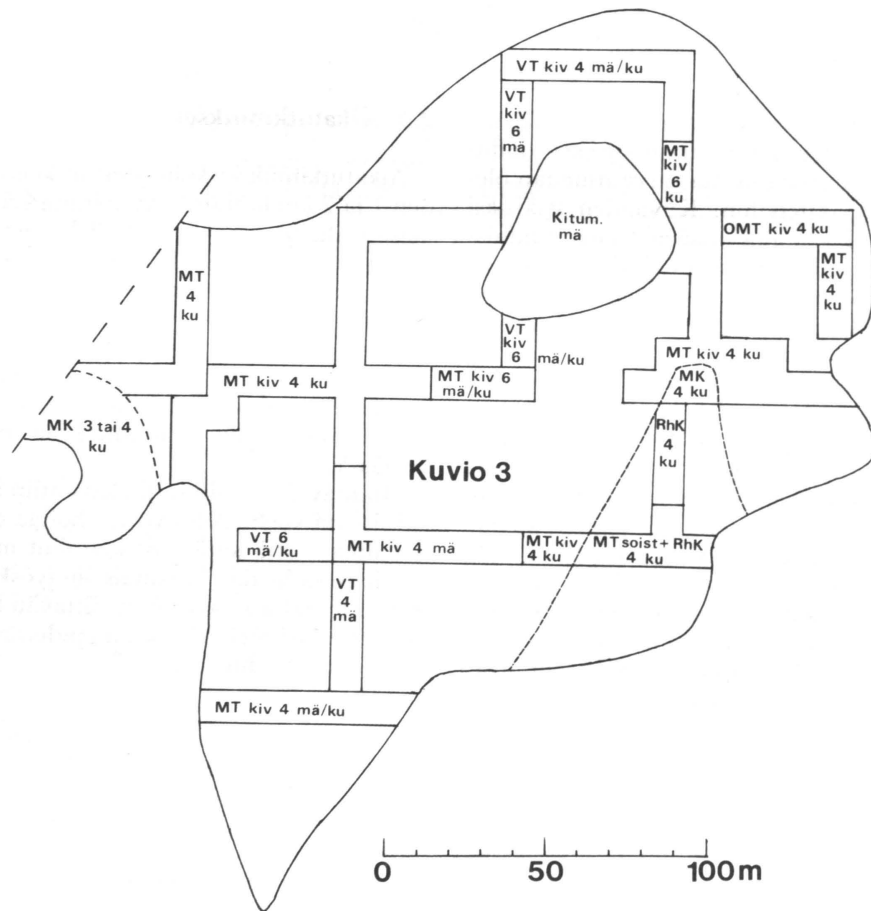 VT kiv 4 mä/ku
VT
kiv
6
mä
MT
kiv
6
ku
Kitum.
mä
OMT kiv 4 ku
MT
kiv
4
ku
MT
4
ku
VT
kiv
6 mä/ku
MT kiv 4 ku
MT kiv 4 ku
MT kiv 6
mä/ku
MK
4 ku
MK 3 tai 4
ku
RhK
4
ku
Kuvio 3
VT 6
mä/ku
MT kiv 4 mä
MT kiv
4 ku
MT soist + RhK
4 ku
VT
4
mä
MT kiv 4 mä/ku
0 50 100 m